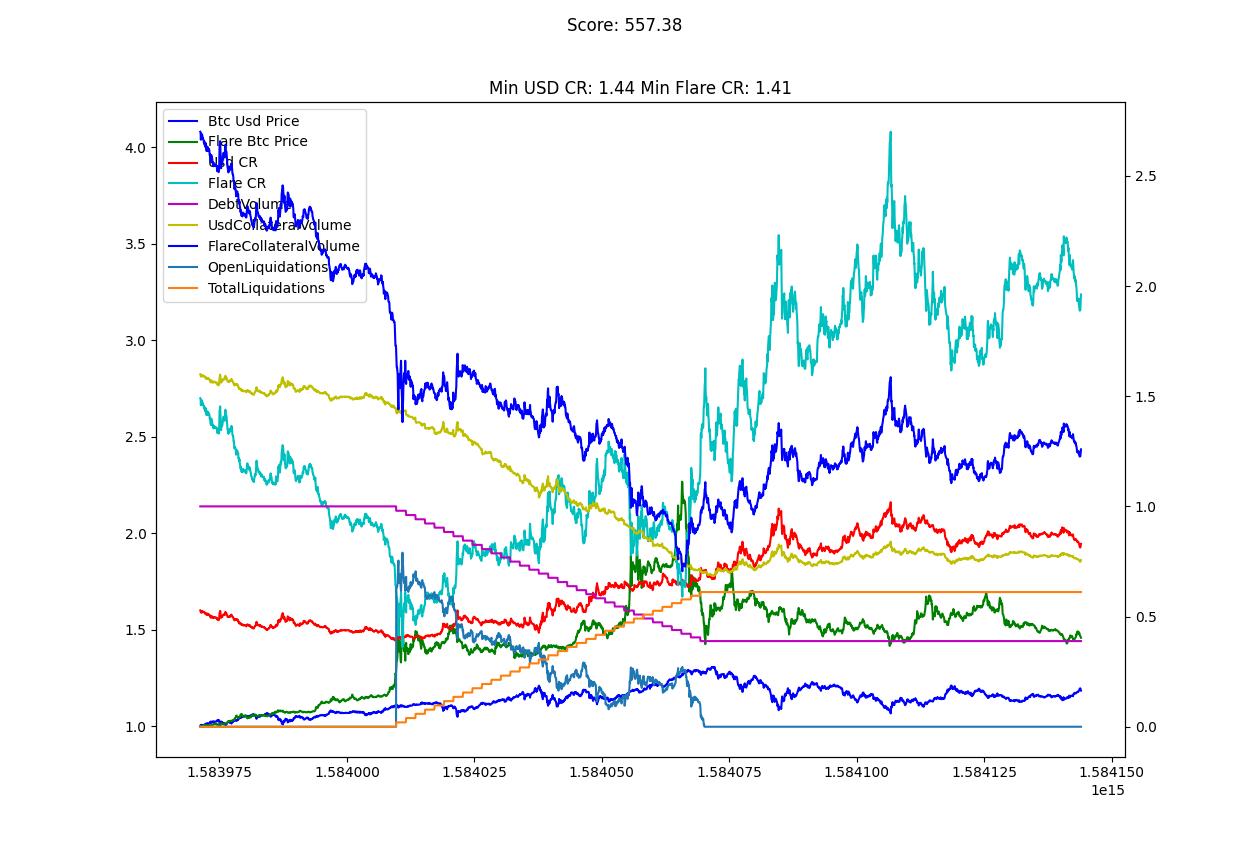 Score: 557.38
Min USD CR: 1.44 Min Flare CR: 1.41
Btc Usd Price
Flare Btc Price
Usd CR
Flare CR
DebtVolume
UsdCollateralVolume
FlareCollateralVolume
OpenLiquidations
TotalLiquidations
4.0
3.5
3.0
2.5
2.0
1.5
1.0
2.5
2.0
1.5
1.0
0.5
0.0
1.583975 1.584000 1.584025 1.584050 1.584075 1.584100 1.584125 1.584150
1e15